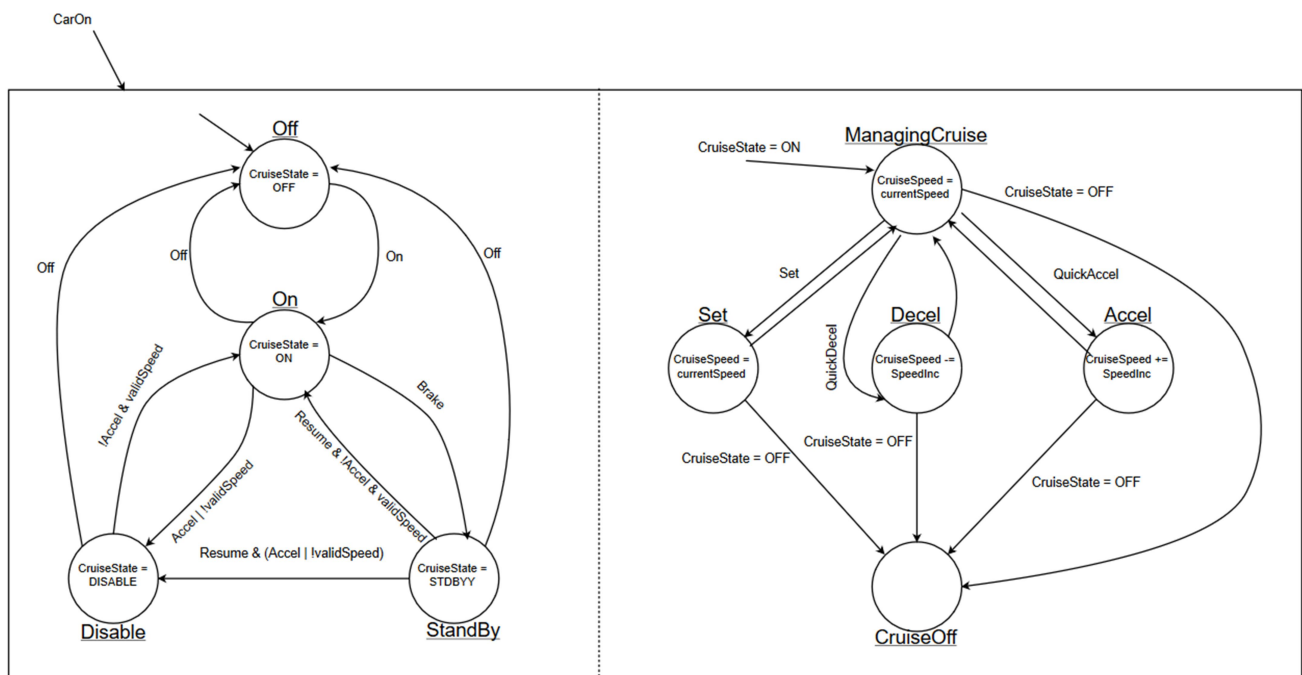 CarOn
Off
CruiseState =
OFF
Off
Off
On
Off
On
CruiseState =
ON
!Accel & validSpeed
Accel | !validSpeed
Brake
Resume & !Accel & validSpeed
Resume & (Accel | !validSpeed)
CruiseState =
DISABLE
Disable
CruiseState =
STDBYY
StandBy
ManagingCruise
CruiseState = ON
CruiseSpeed =
currentSpeed
CruiseState = OFF
Set
QuickDecel
QuickAccel
Set
CruiseSpeed =
currentSpeed
Decel
CruiseSpeed -=
SpeedInc
Accel
CruiseSpeed +=
SpeedInc
CruiseState = OFF
CruiseState = OFF
CruiseState = OFF
CruiseOff